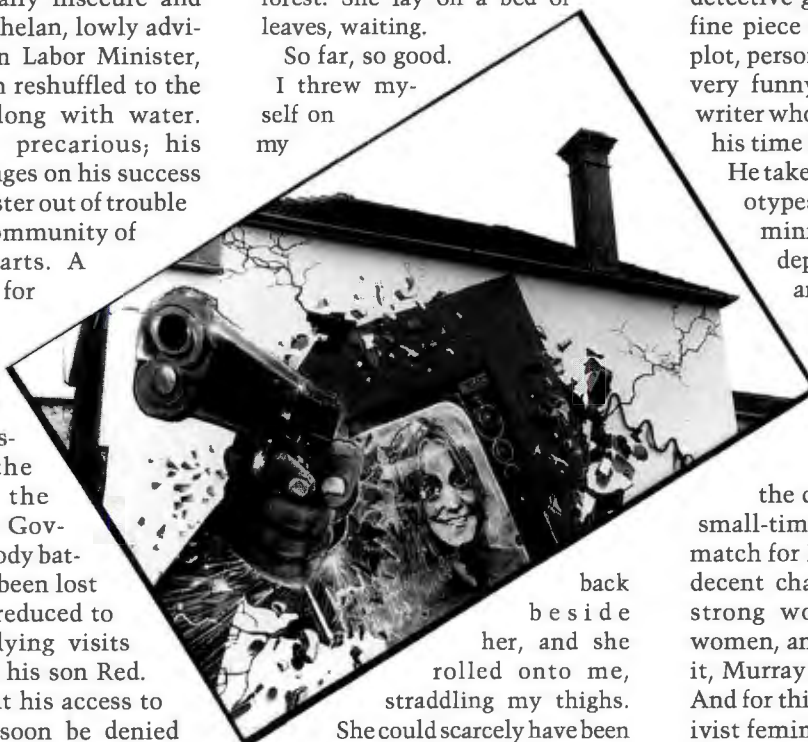 ally insecure and
helan, lowly advi-
n Labor Minister,
n reshuffled to the
long with water.
precarious; his
ges on his success
ster out of trouble
ommunity of
arts. A
for
s-
the
the
Gov-
ody bat-
been lost
reduced to
lying visits
his son Red.
t his access to
soon be denied
forest. She lay on a bed of
leaves, waiting.
So far, so good.
I threw my-
self on
my
back
beside
her, and she
rolled onto me,
straddling my thighs.
She could scarcely have been
detective g
fine piece
plot, person
very funny
writer who
his time
He take
otypes
mini
dep
ar
the c
small-tim
match for
decent cha
strong wo
women, an
it, Murray
And for thi
ivist femin